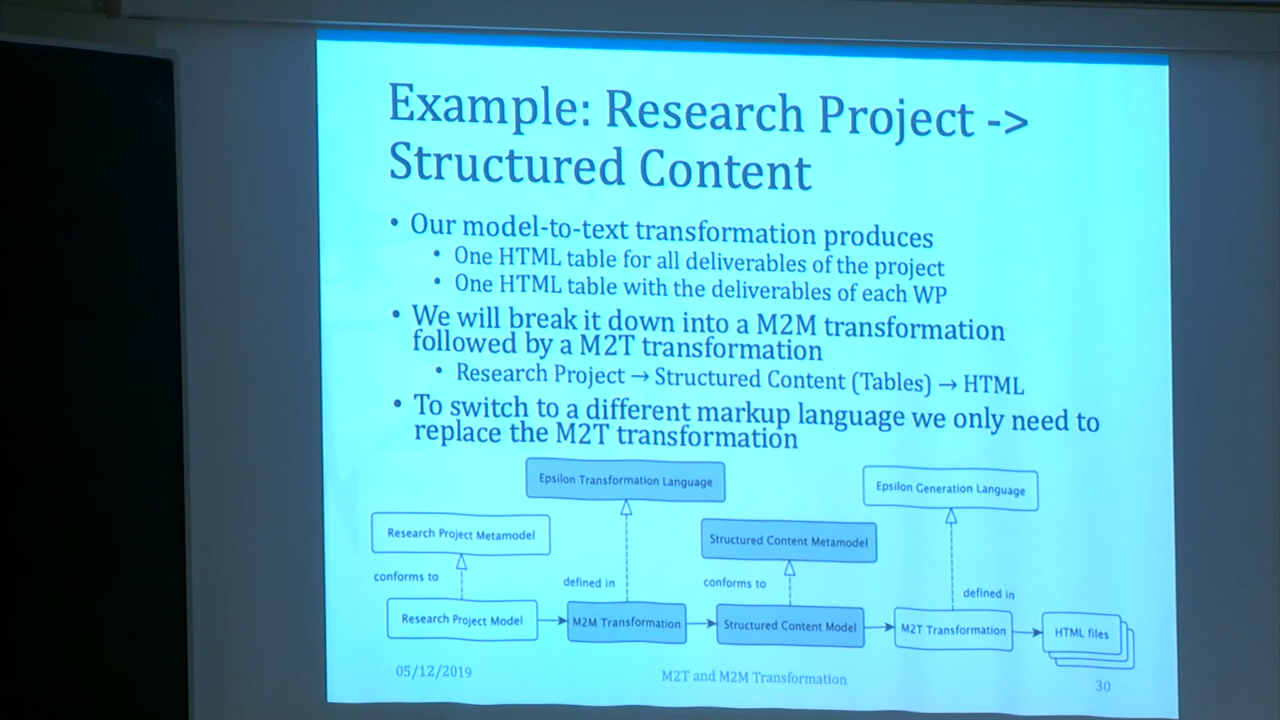 Example: Research Project ->
Structured Content
• Our model-to-text transformation produces
• One HTML table for all deliverables of the project
• One HTML table with the deliverables of each WP
• We will break it down into a M2M transformation
followed by a M2T transformation
• Research Project → Structured Content (Tables) → HTML
• To switch to a different markup language we only need to
replace the M2T transformation
Epsilon Transformation Language
Epsilon Generation Language
Research Project Metamodel
Structured Content Metamodel
conforms to
defined in
conforms to
defined in
Research Project Model
M2M Transformation
Structured Content Model
M2T Transformation
HTML files
05/12/2019
M2T and M2M Transformation
30